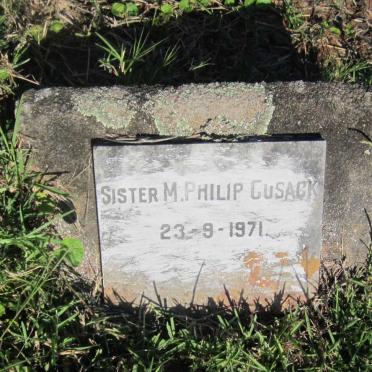 SISTER M. PHILIP CUSACK
23-9-1971.